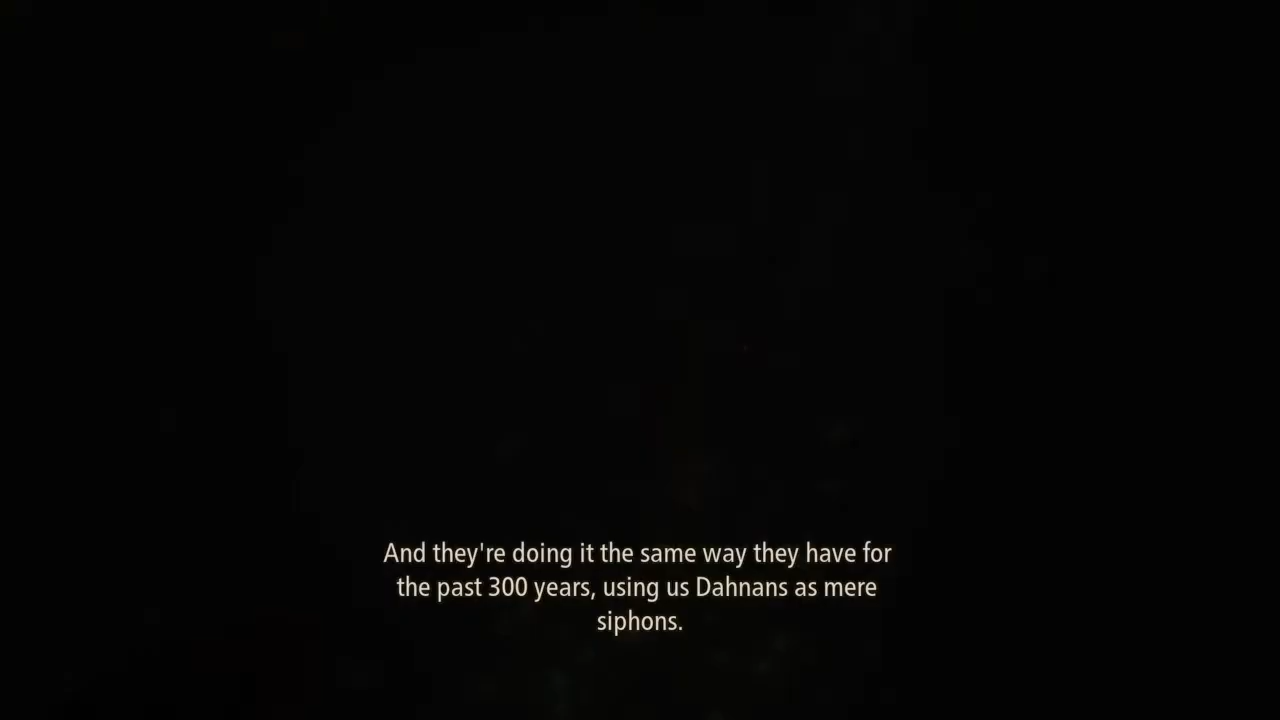 And they're doing it the same way they have for
the past 300 years, using us Dahnans as mere
siphons.